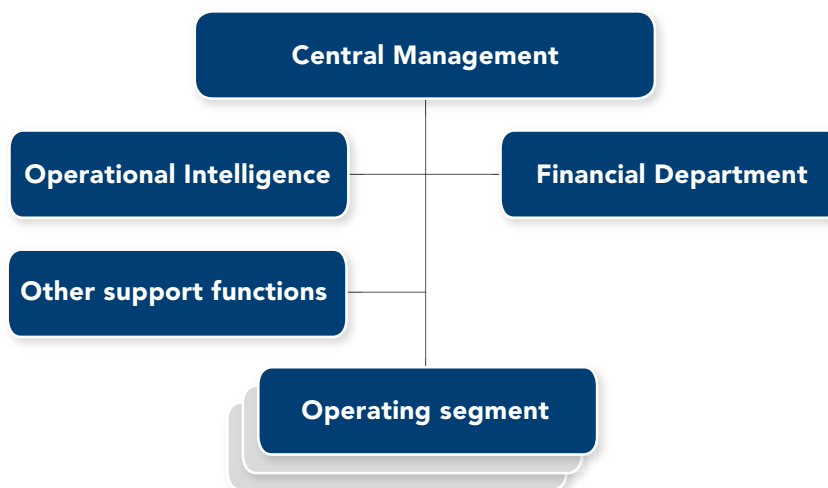 Central Management
Operational Intelligence
Financial Department
Other support functions
Operating segment